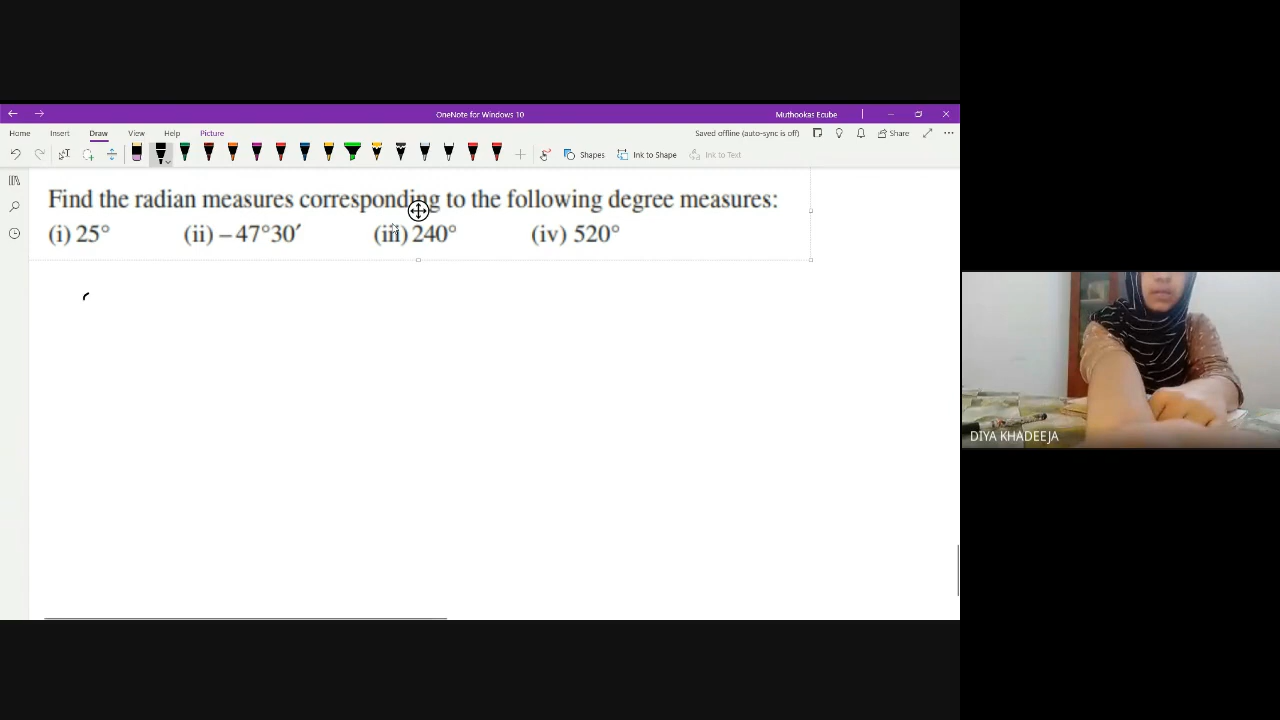 OneNote for Windows 10
Muthookas Ecube
Home Insert Draw View Help Picture
Saved offline (auto-sync is off)
Share
Shapes
Ink to Shape
Ink to Text
Find the radian measures corresponding to the following degree measures:
(i) 25° (ii) – 47°30′ (iii) 240° (iv) 520°
DIYA KHADEEJA